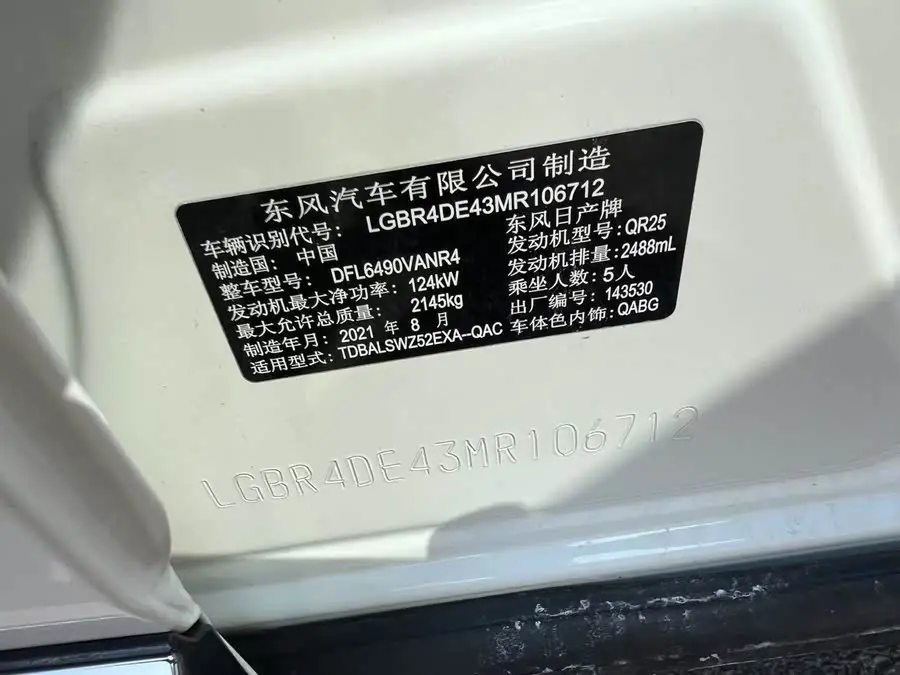 东风汽车有限公司制造
车辆识别代号: LGBR4DE43MR106712
制造国: 中国 东风日产牌
整车型号: DFL6490VANR4 发动机型号:QR25
发动机最大净功率: 124kW 发动机排量:2488mL
最大允许总质量: 2145kg 乘坐人数:5人
制造年月: 2021 年 8 月 出厂编号: 143530
适用型式: TDBALSWZ52EXA--QAC 车体色内饰:QABG
LGBR4DE43MR106712